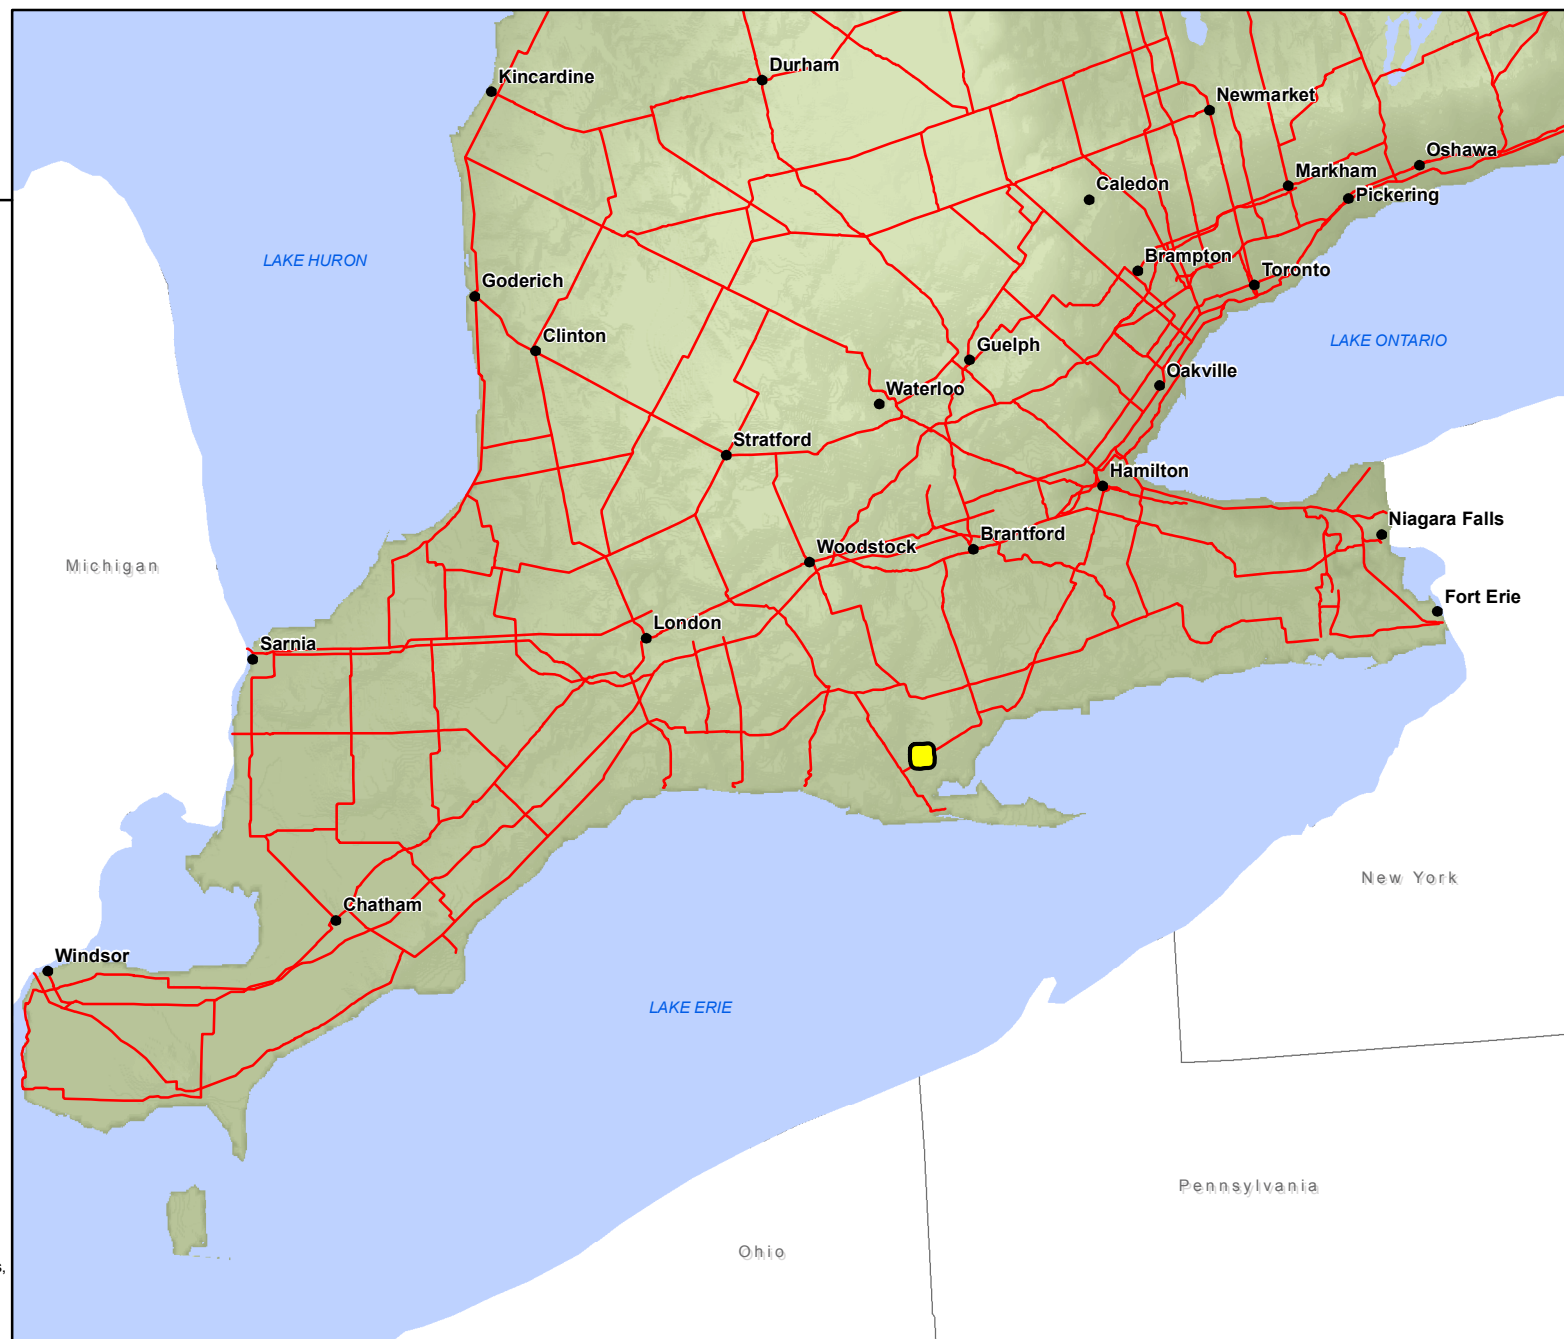 Durham
Kincardine
Newmarket
Oshawa
Markham
Caledon
Pickering
Brampton
LAKE HURON
Toronto
Goderich
Clinton
LAKE ONTARIO
Guelph
Oakville
Waterloo
Stratford
Hamilton
Niagara Falls
Brantford
Woodstock
Michigan
Fort Erie
London
Sarnia
New York
Chatham
Windsor
LAKE ERIE
Pennsylvania
Ohio
s,